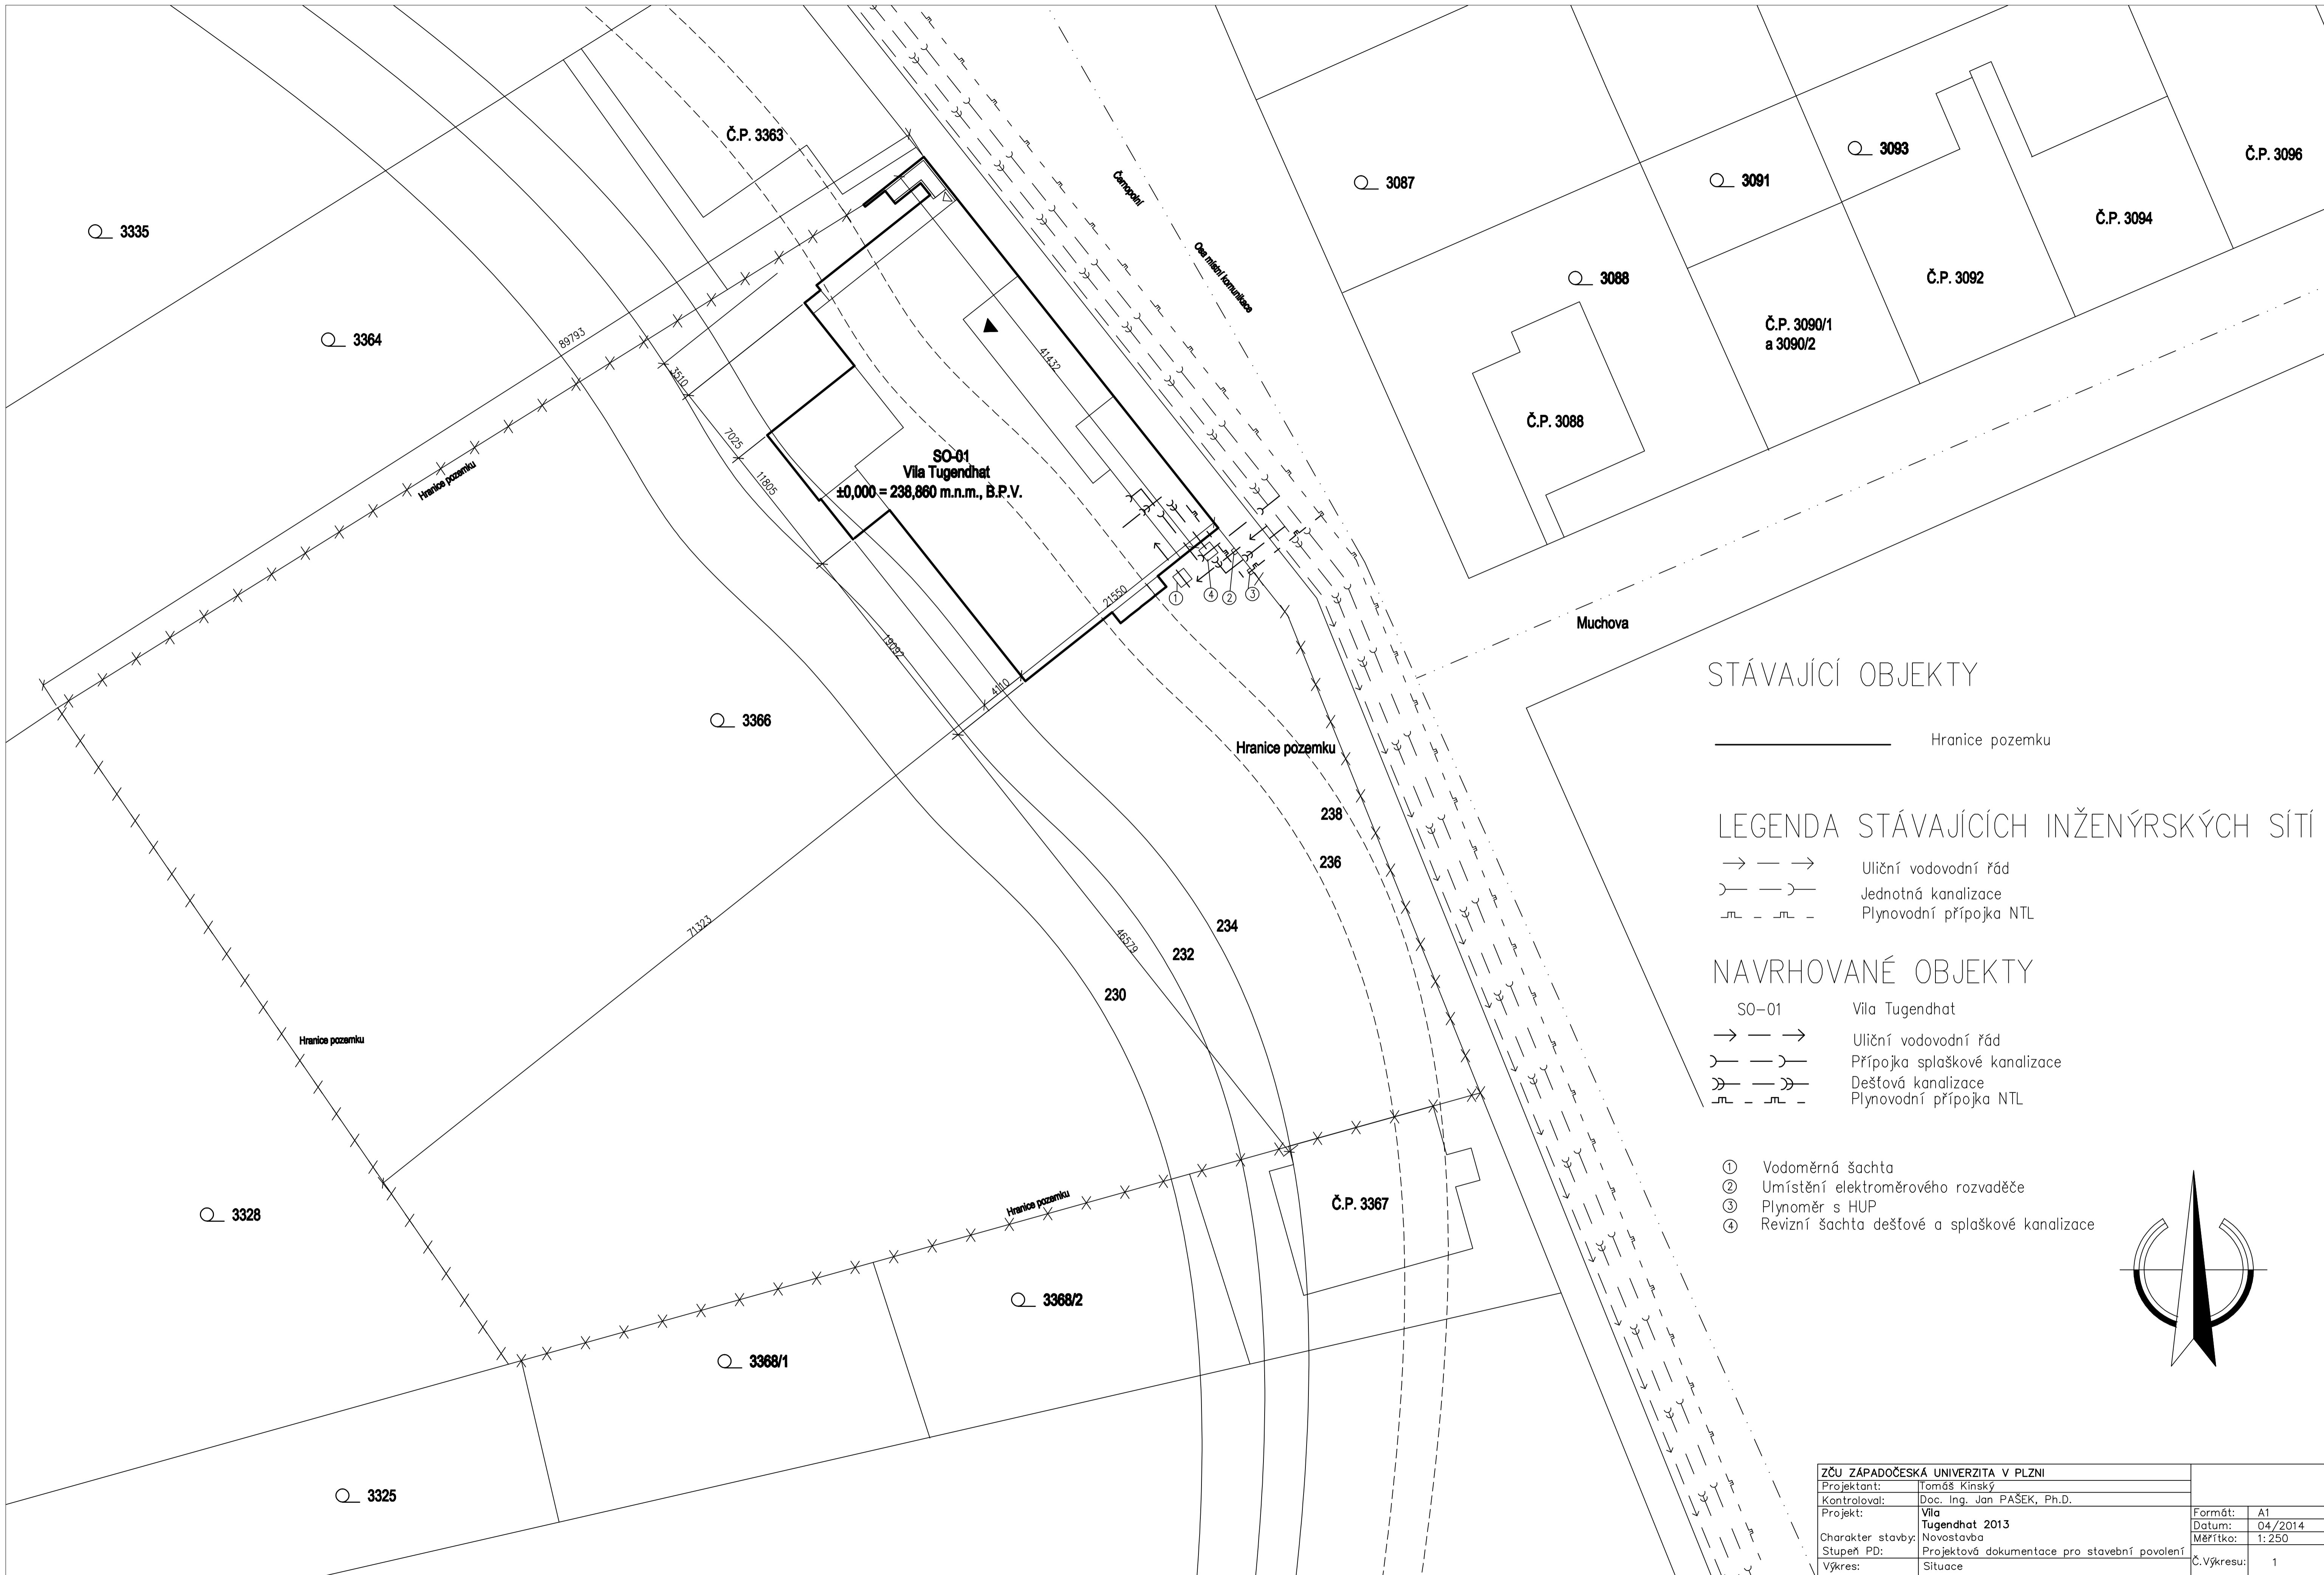 Č.P. 3363
3335
3364
89793
3510
7025
11805
41432
Hranice pozemku
SO-01
Vila Tugendhat
±0,000 = 238,860 m.n.m., B.P.V.
21550
19092
4110
1
4
2
3
3366
Černopolní
Osa místní komunikace
3087
3088
3091
3093
Č.P. 3096
Č.P. 3094
Č.P. 3092
Č.P. 3090/1
a 3090/2
Č.P. 3088
Muchova
Hranice pozemku
238
236
234
232
230
71323
46579
Hranice pozemku
Hranice pozemku
3328
Č.P. 3367
3368/2
3368/1
3325
STÁVAJÍCÍ OBJEKTY
Hranice pozemku
LEGENDA STÁVAJÍCÍCH INŽENÝRSKÝCH SÍTÍ
Uliční vodovodní řád
Jednotná kanalizace
Plynovodní přípojka NTL
NAVRHOVANÉ OBJEKTY
SO-01 Vila Tugendhat
Uliční vodovodní řád
Přípojka splaškové kanalizace
Dešťová kanalizace
Plynovodní přípojka NTL
1 Vodoměrná šachta
2 Umístění elektroměrového rozvaděče
3 Plynoměr s HUP
4 Revizní šachta dešťové a splaškové kanalizace
ZČU ZÁPADOČESKÁ UNIVERZITA V PLZNI
Projektant: Tomáš Kinský
Kontroloval: Doc. Ing. Jan PAŠEK, Ph.D.
Projekt: Vila
Tugendhat 2013
Charakter stavby: Novostavba
Stupeň PD: Projektová dokumentace pro stavební povolení
Výkres: Situace
Formát: A1
Datum: 04/2014
Měřítko: 1:250
Č.Výkresu: 1